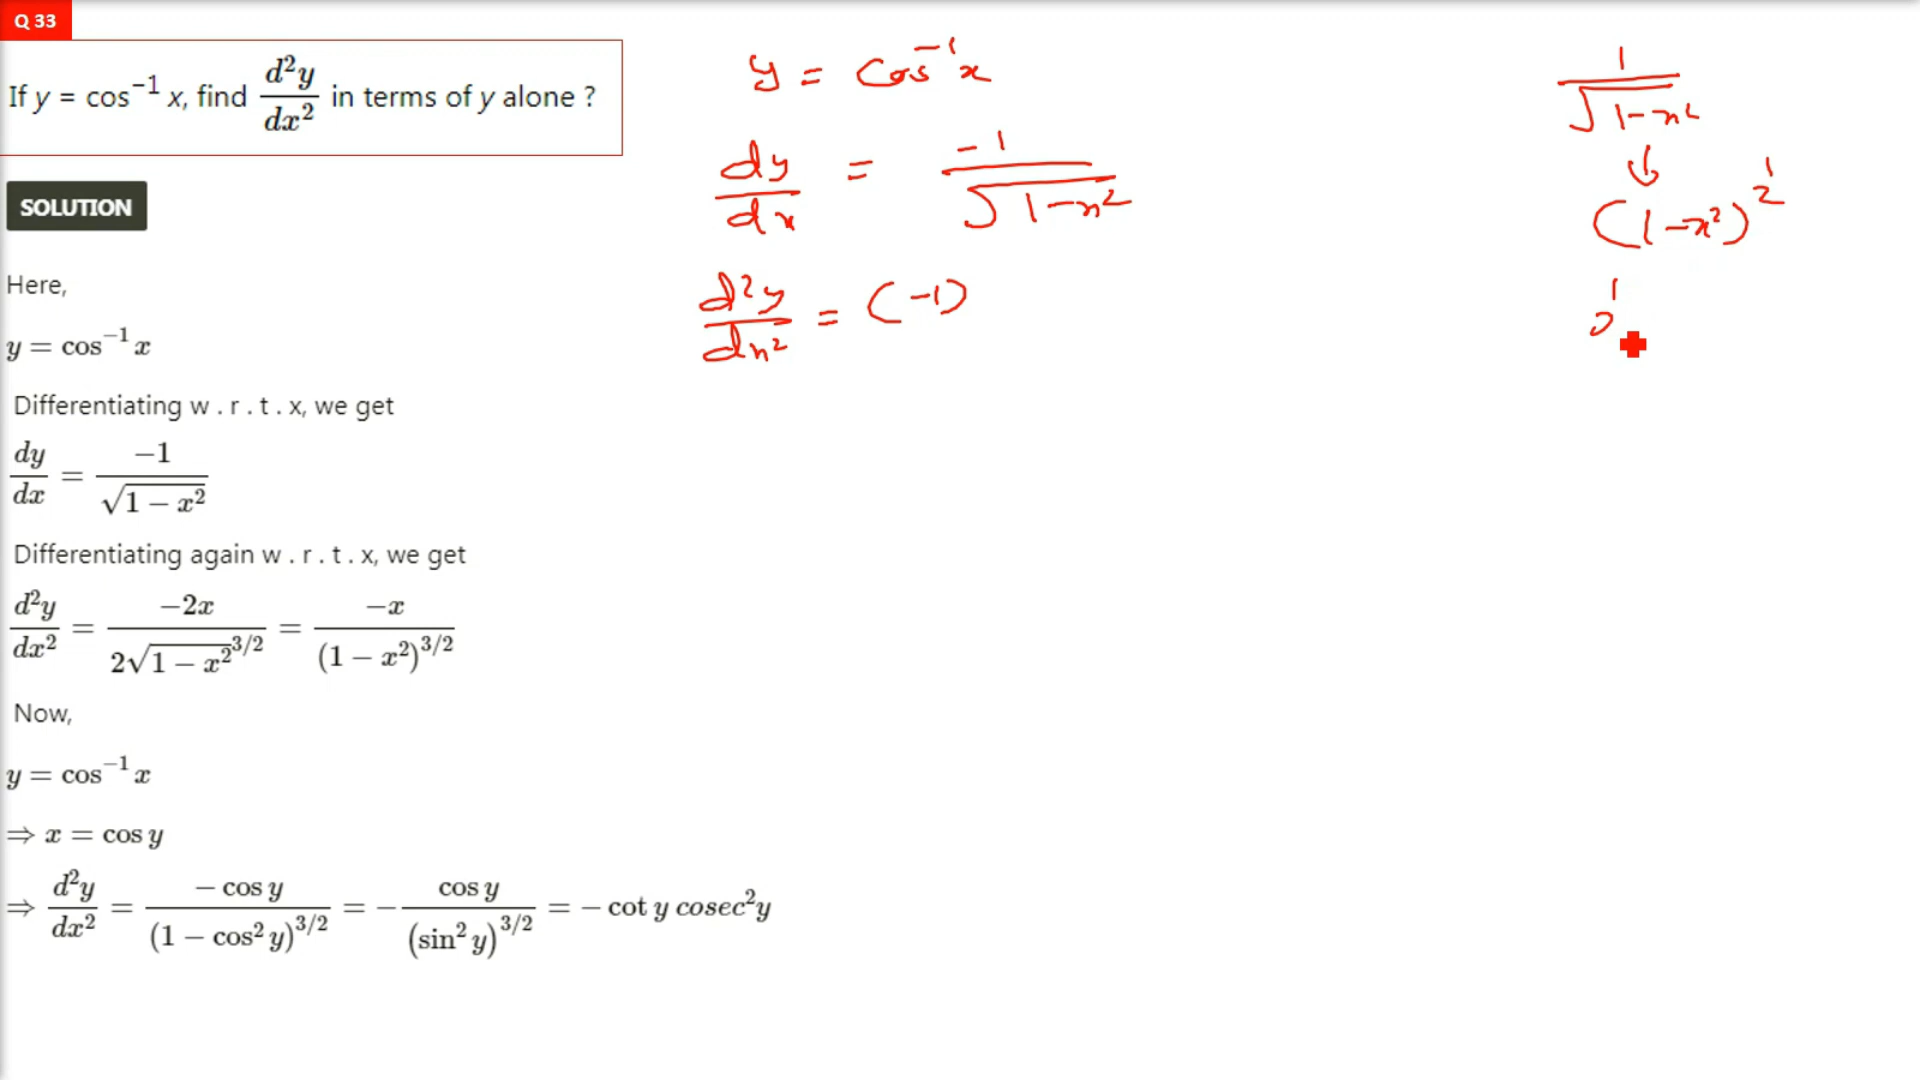 Q 33
If y = cos⁻¹ x, find d²y/dx² in terms of y alone ?
SOLUTION
Here,
y = cos⁻¹ x
Differentiating w . r . t . x, we get
dy/dx = −1/√(1 − x²)
Differentiating again w . r . t . x, we get
d²y/dx² = −2x/(2√(1 − x²)^3/2) = −x/(1 − x²)^3/2
Now,
y = cos⁻¹ x
⇒ x = cos y
⇒ d²y/dx² = − cos y/(1 − cos² y)^3/2 = − cos y/(sin² y)^3/2 = − cot y cosec²y
y = cos⁻¹ x
dy/dx = −1/√(1−x²)
d²y/dx² = (−1)
1/√(1−x²)
↓
(1−x²)^1/2
1